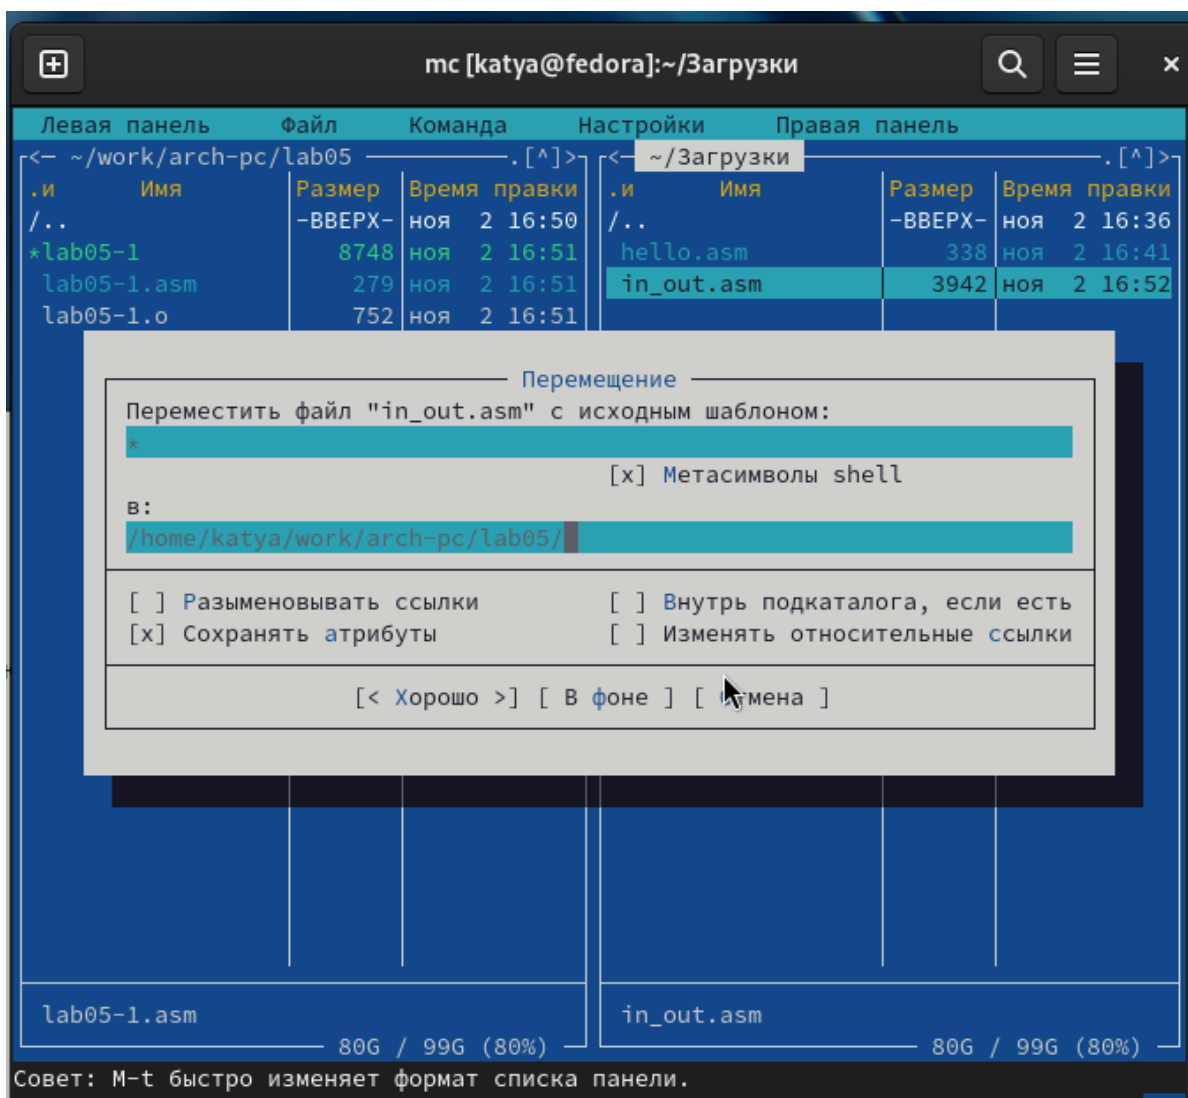 mc [katya@fedora]:~/Загрузки
Левая панель Файл Команда Настройки Правая панель
<— ~/work/arch-pc/lab05 .[^]> <— ~/Загрузки .[^]>
.и Имя Размер Время правки .и Имя Размер Время правки
/.. -ВВЕРХ- ноя 2 16:50 /.. -ВВЕРХ- ноя 2 16:36
*lab05-1 8748 ноя 2 16:51 hello.asm 338 ноя 2 16:41
lab05-1.asm 279 ноя 2 16:51 in_out.asm 3942 ноя 2 16:52
lab05-1.o 752 ноя 2 16:51
Перемещение
Переместить файл "in_out.asm" с исходным шаблоном:
*
[x] Метасимволы shell
в:
/home/katya/work/arch-pc/lab05/
[ ] Разыменовывать ссылки [ ] Внутрь подкаталога, если есть
[x] Сохранять атрибуты [ ] Изменять относительные ссылки
[< Хорошо >] [ В фоне ] [ Отмена ]
lab05-1.asm in_out.asm
80G / 99G (80%) 80G / 99G (80%)
Совет: M-t быстро изменяет формат списка панели.